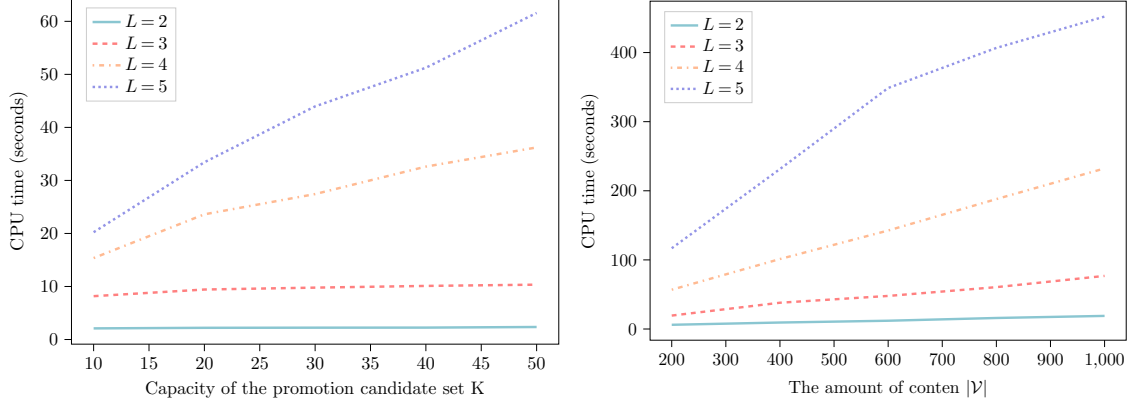 L = 2
L = 3
L = 4
L = 5
60
50
40
30
20
10
0
CPU time (seconds)
10 15 20 25 30 35 40 45 50
Capacity of the promotion candidate set K
L = 2
L = 3
L = 4
L = 5
400
300
200
100
0
CPU time (seconds)
200 300 400 500 600 700 800 900 1,000
The amount of conten |𝒱|